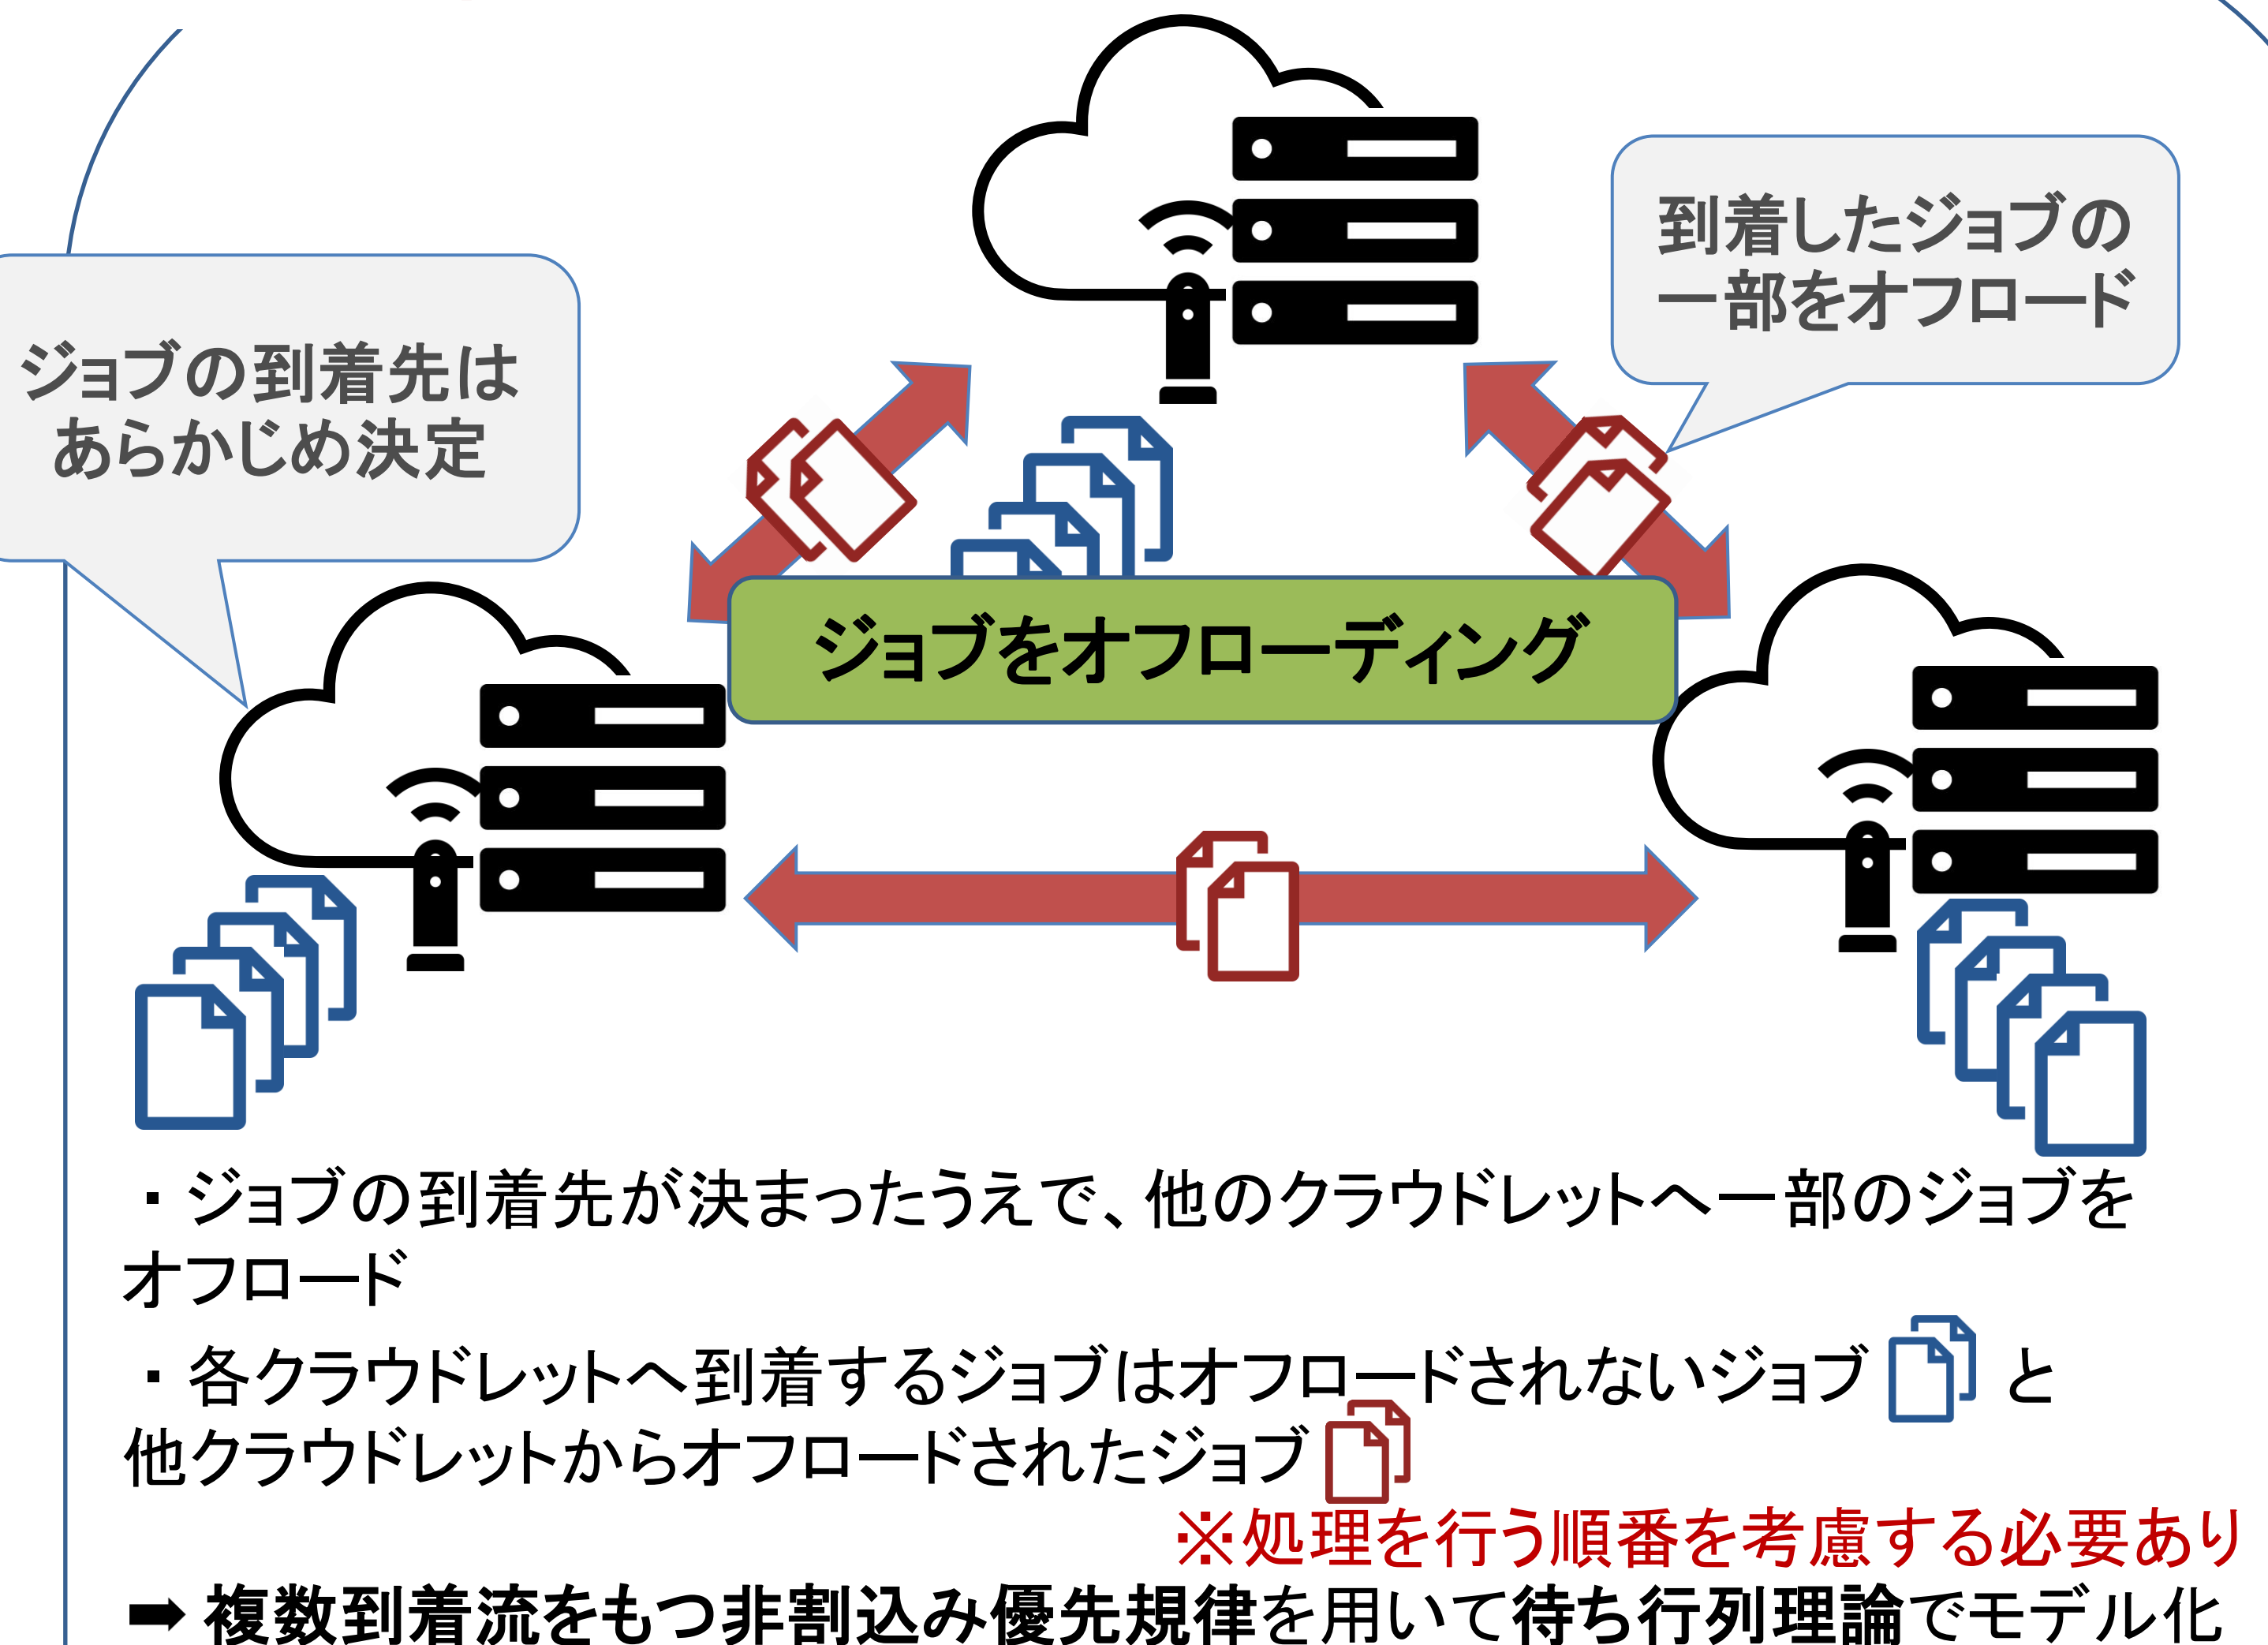 到着したジョブの
一部をオフロード
ジョブの到着先は
あらかじめ決定
ジョブをオフローディング
・ジョブの到着先が決まったうえで、他のクラウドレットへ一部のジョブを
オフロード
・各クラウドレットへ到着するジョブはオフロードされないジョブ と
他クラウドレットからオフロードされたジョブ
※処理を行う順番を考慮する必要あり
➡複数到着流をもつ非割込み優先規律を用いて待ち行列理論でモデル化